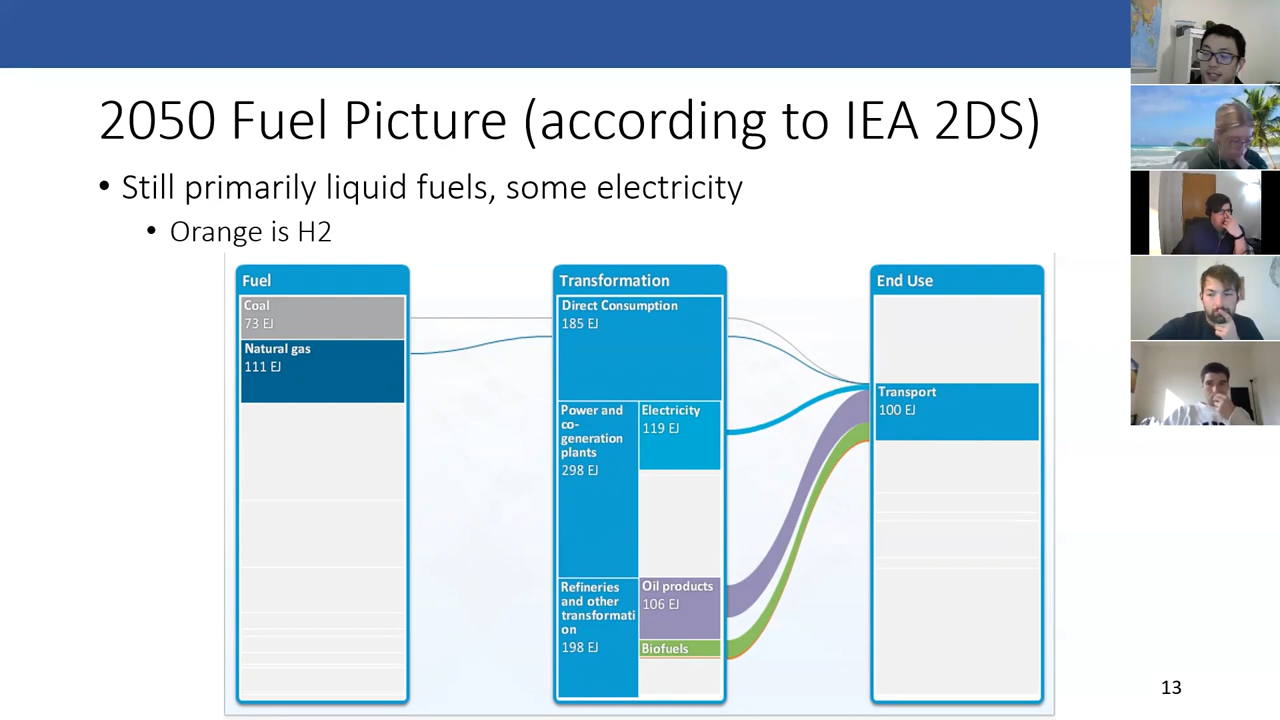 2050 Fuel Picture (according to IEA 2DS)
• Still primarily liquid fuels, some electricity
• Orange is H2
Fuel
Coal
73 EJ
Natural gas
111 EJ
Transformation
Direct Consumption
185 EJ
Power and
co-
generation
plants
298 EJ
Electricity
119 EJ
Refineries
and other
transformati
on
198 EJ
Oil products
106 EJ
Biofuels
End Use
Transport
100 EJ
13